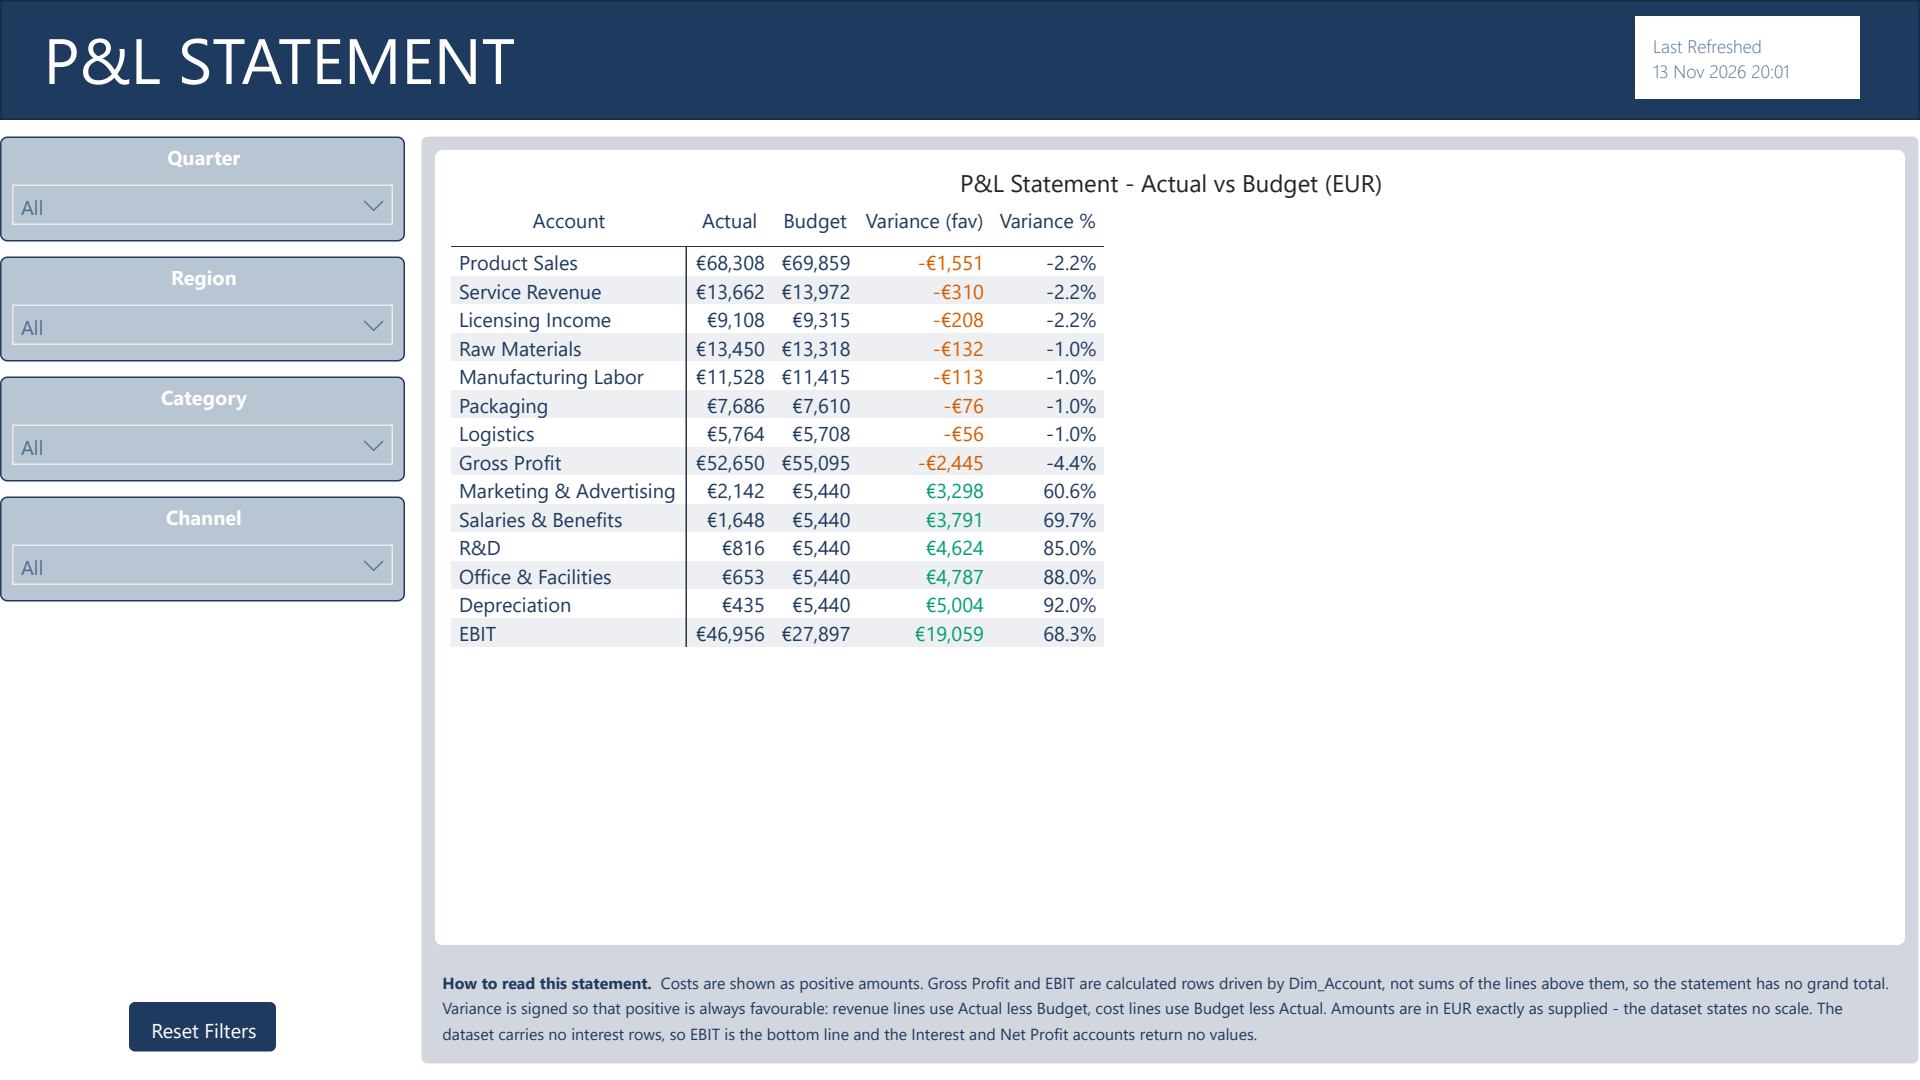 P&L STATEMENT
Last Refreshed
13 Nov 2026 20:01
Quarter
All
Region
All
Category
All
Channel
All
Reset Filters
P&L Statement - Actual vs Budget (EUR)
Account Actual Budget Variance (fav) Variance %
Product Sales €68,308 €69,859 -€1,551 -2.2%
Service Revenue €13,662 €13,972 -€310 -2.2%
Licensing Income €9,108 €9,315 -€208 -2.2%
Raw Materials €13,450 €13,318 -€132 -1.0%
Manufacturing Labor €11,528 €11,415 -€113 -1.0%
Packaging €7,686 €7,610 -€76 -1.0%
Logistics €5,764 €5,708 -€56 -1.0%
Gross Profit €52,650 €55,095 -€2,445 -4.4%
Marketing & Advertising €2,142 €5,440 €3,298 60.6%
Salaries & Benefits €1,648 €5,440 €3,791 69.7%
R&D €816 €5,440 €4,624 85.0%
Office & Facilities €653 €5,440 €4,787 88.0%
Depreciation €435 €5,440 €5,004 92.0%
EBIT €46,956 €27,897 €19,059 68.3%
How to read this statement. Costs are shown as positive amounts. Gross Profit and EBIT are calculated rows driven by Dim_Account, not sums of the lines above them, so the statement has no grand total.
Variance is signed so that positive is always favourable: revenue lines use Actual less Budget, cost lines use Budget less Actual. Amounts are in EUR exactly as supplied - the dataset states no scale. The
dataset carries no interest rows, so EBIT is the bottom line and the Interest and Net Profit accounts return no values.